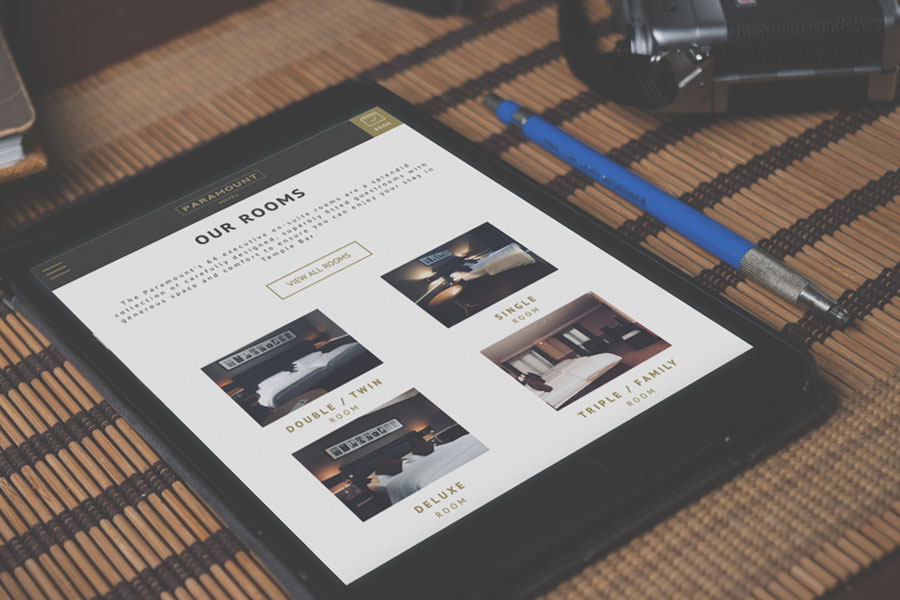 BOOK
PARAMOUNT
HOTEL
OUR ROOMS
The Paramount's 64 executive en-suite rooms are a splendid
collection of carefully designed, superbly fitted guestrooms with
generous space and comfort to ensure you can enjoy your stay in
Temple Bar.
VIEW ALL ROOMS
SINGLE
ROOM
DOUBLE / TWIN
ROOM
TRIPLE / FAMILY
ROOM
DELUXE
ROOM